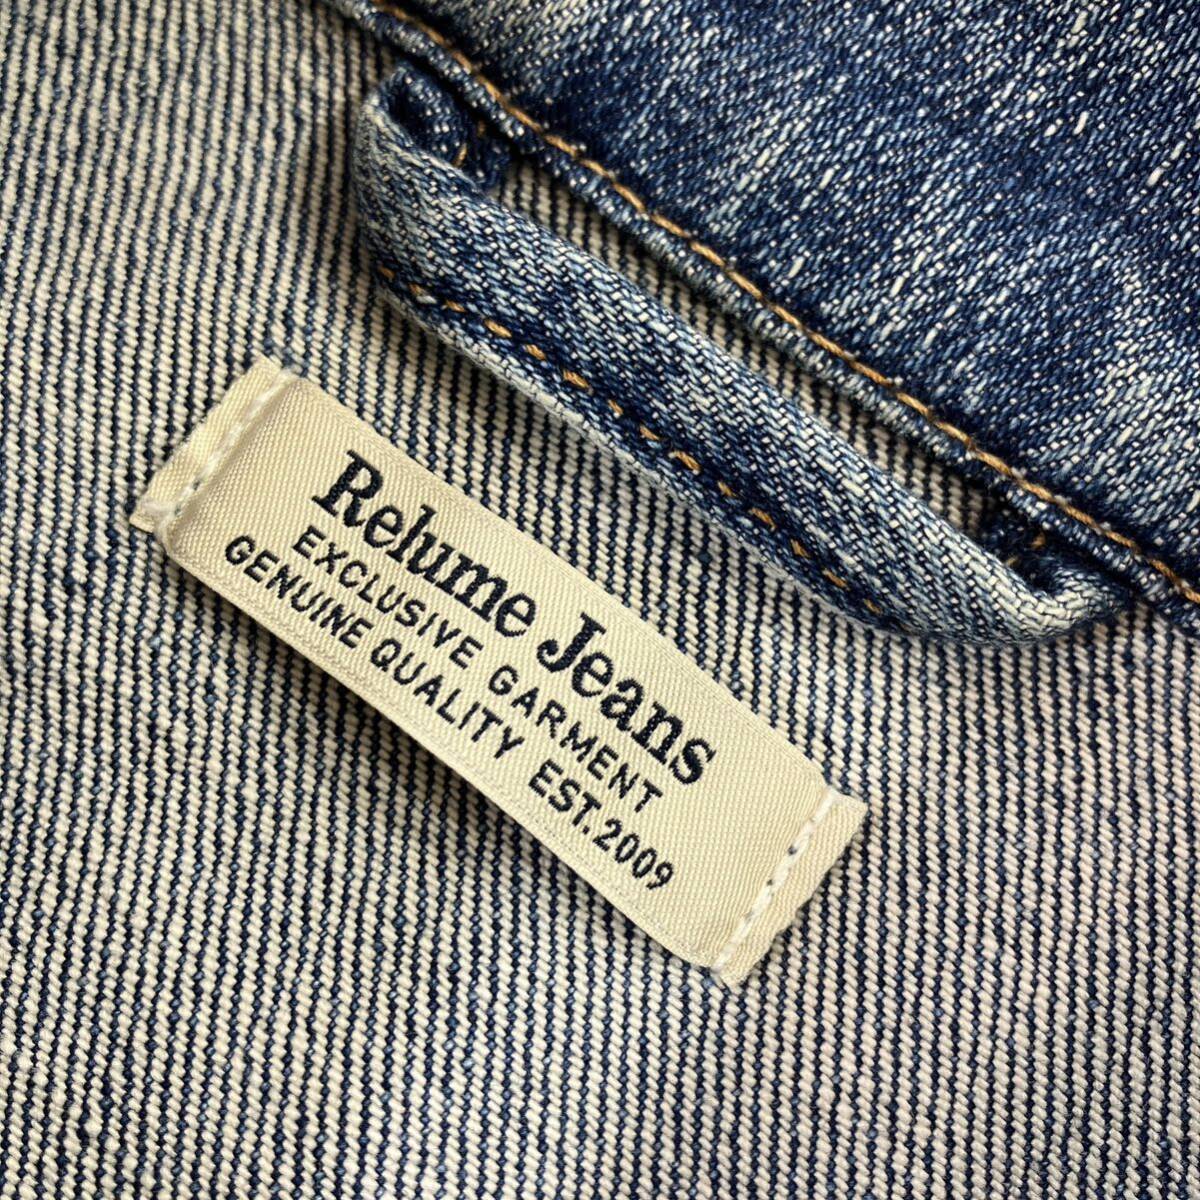 Relume Jeans
EXCLUSIVE GARMENT
GENUINE QUALITY EST.2009